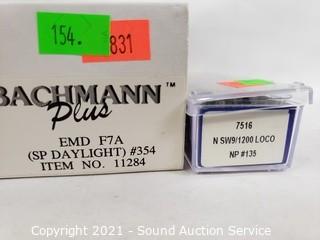 154.
831
BACHMANN™
Plus
EMD F7A
(SP DAYLIGHT) #354
ITEM NO. 11284
7516
N SW9/1200 LOCO
NP #135
Copyright 2021 - Sound Auction Service